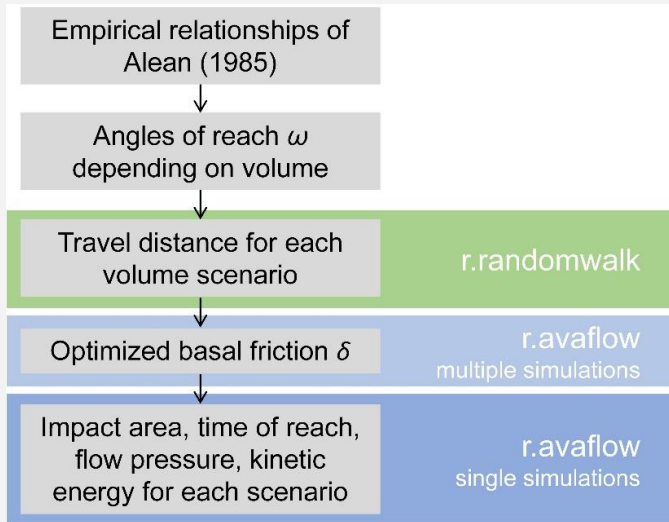 Empirical relationships of
Alean (1985)
Angles of reach ω
depending on volume
Travel distance for each
volume scenario
r.randomwalk
Optimized basal friction δ
r.avaflow
multiple simulations
Impact area, time of reach,
flow pressure, kinetic
energy for each scenario
r.avaflow
single simulations